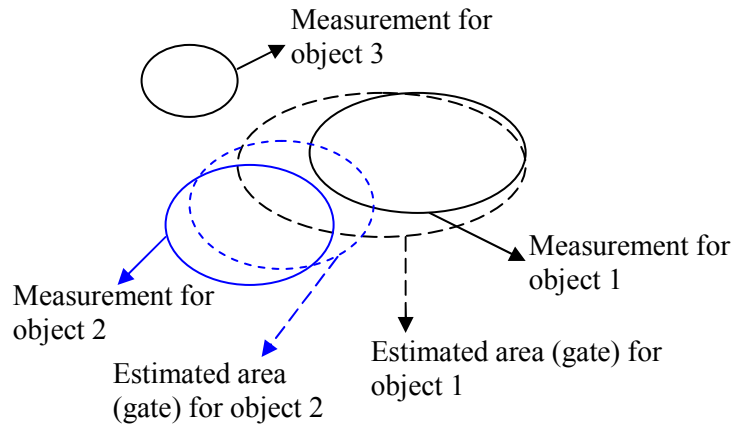 Measurement for
object 3
Measurement for
object 1
Measurement for
object 2
Estimated area (gate) for
object 1
Estimated area
(gate) for object 2